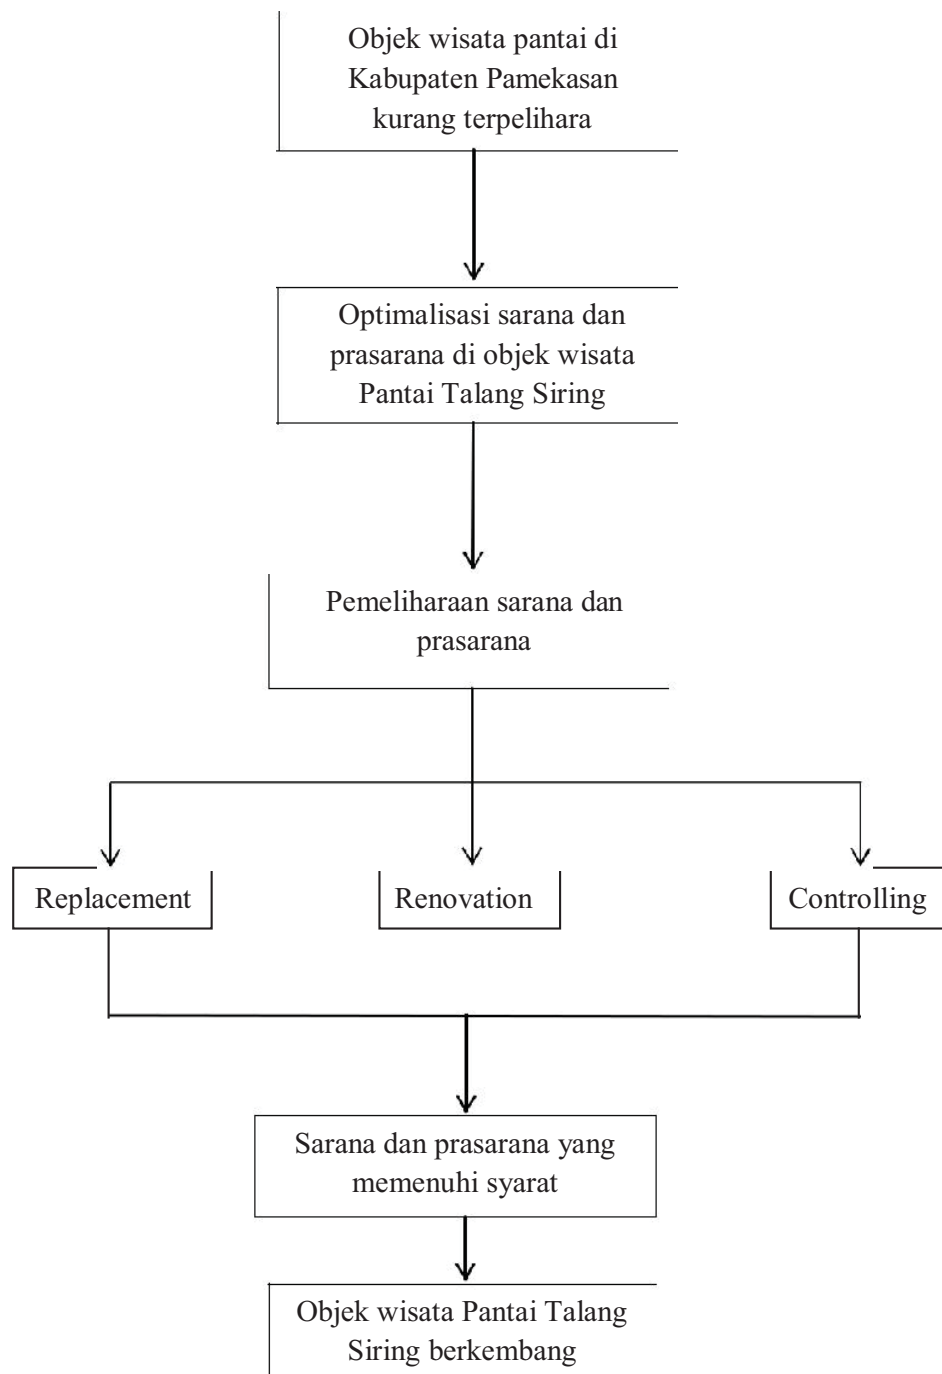 Objek wisata pantai di
Kabupaten Pamekasan
kurang terpelihara
Optimalisasi sarana dan
prasarana di objek wisata
Pantai Talang Siring
Pemeliharaan sarana dan
prasarana
Replacement
Renovation
Controlling
Sarana dan prasarana yang
memenuhi syarat
Objek wisata Pantai Talang
Siring berkembang